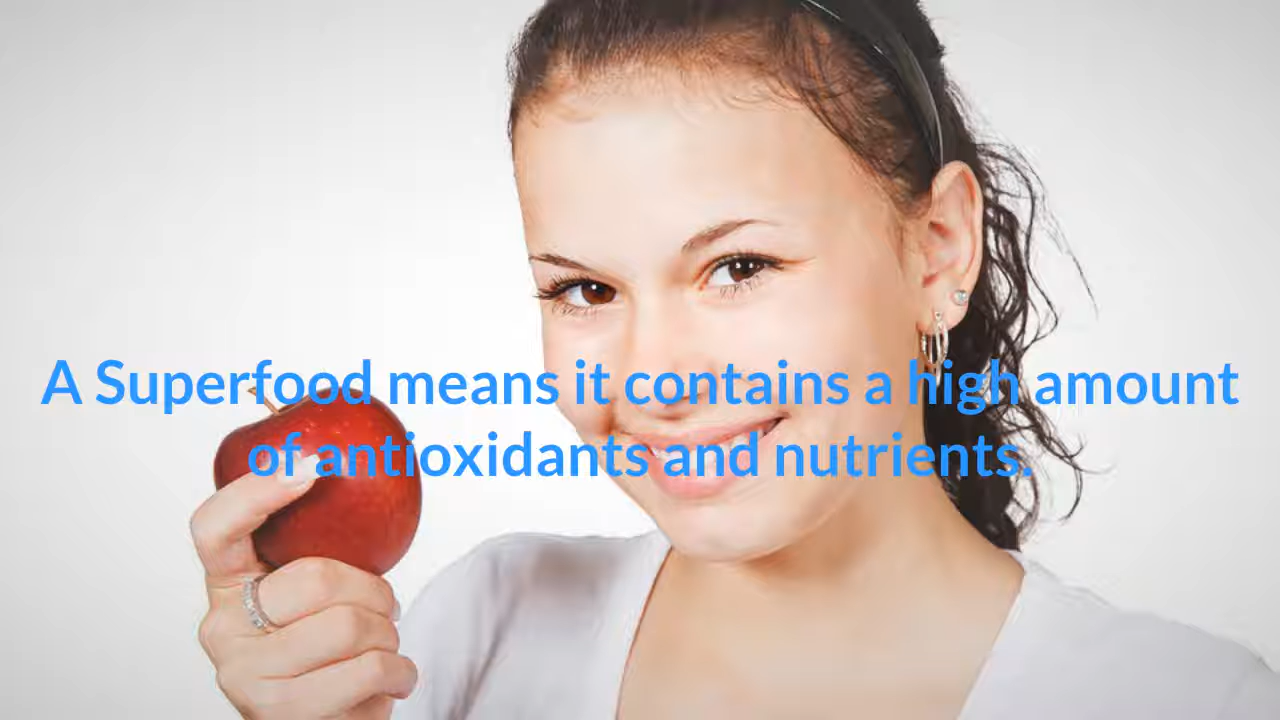 A Superfood means it contains a high amount
of antioxidants and nutrients.